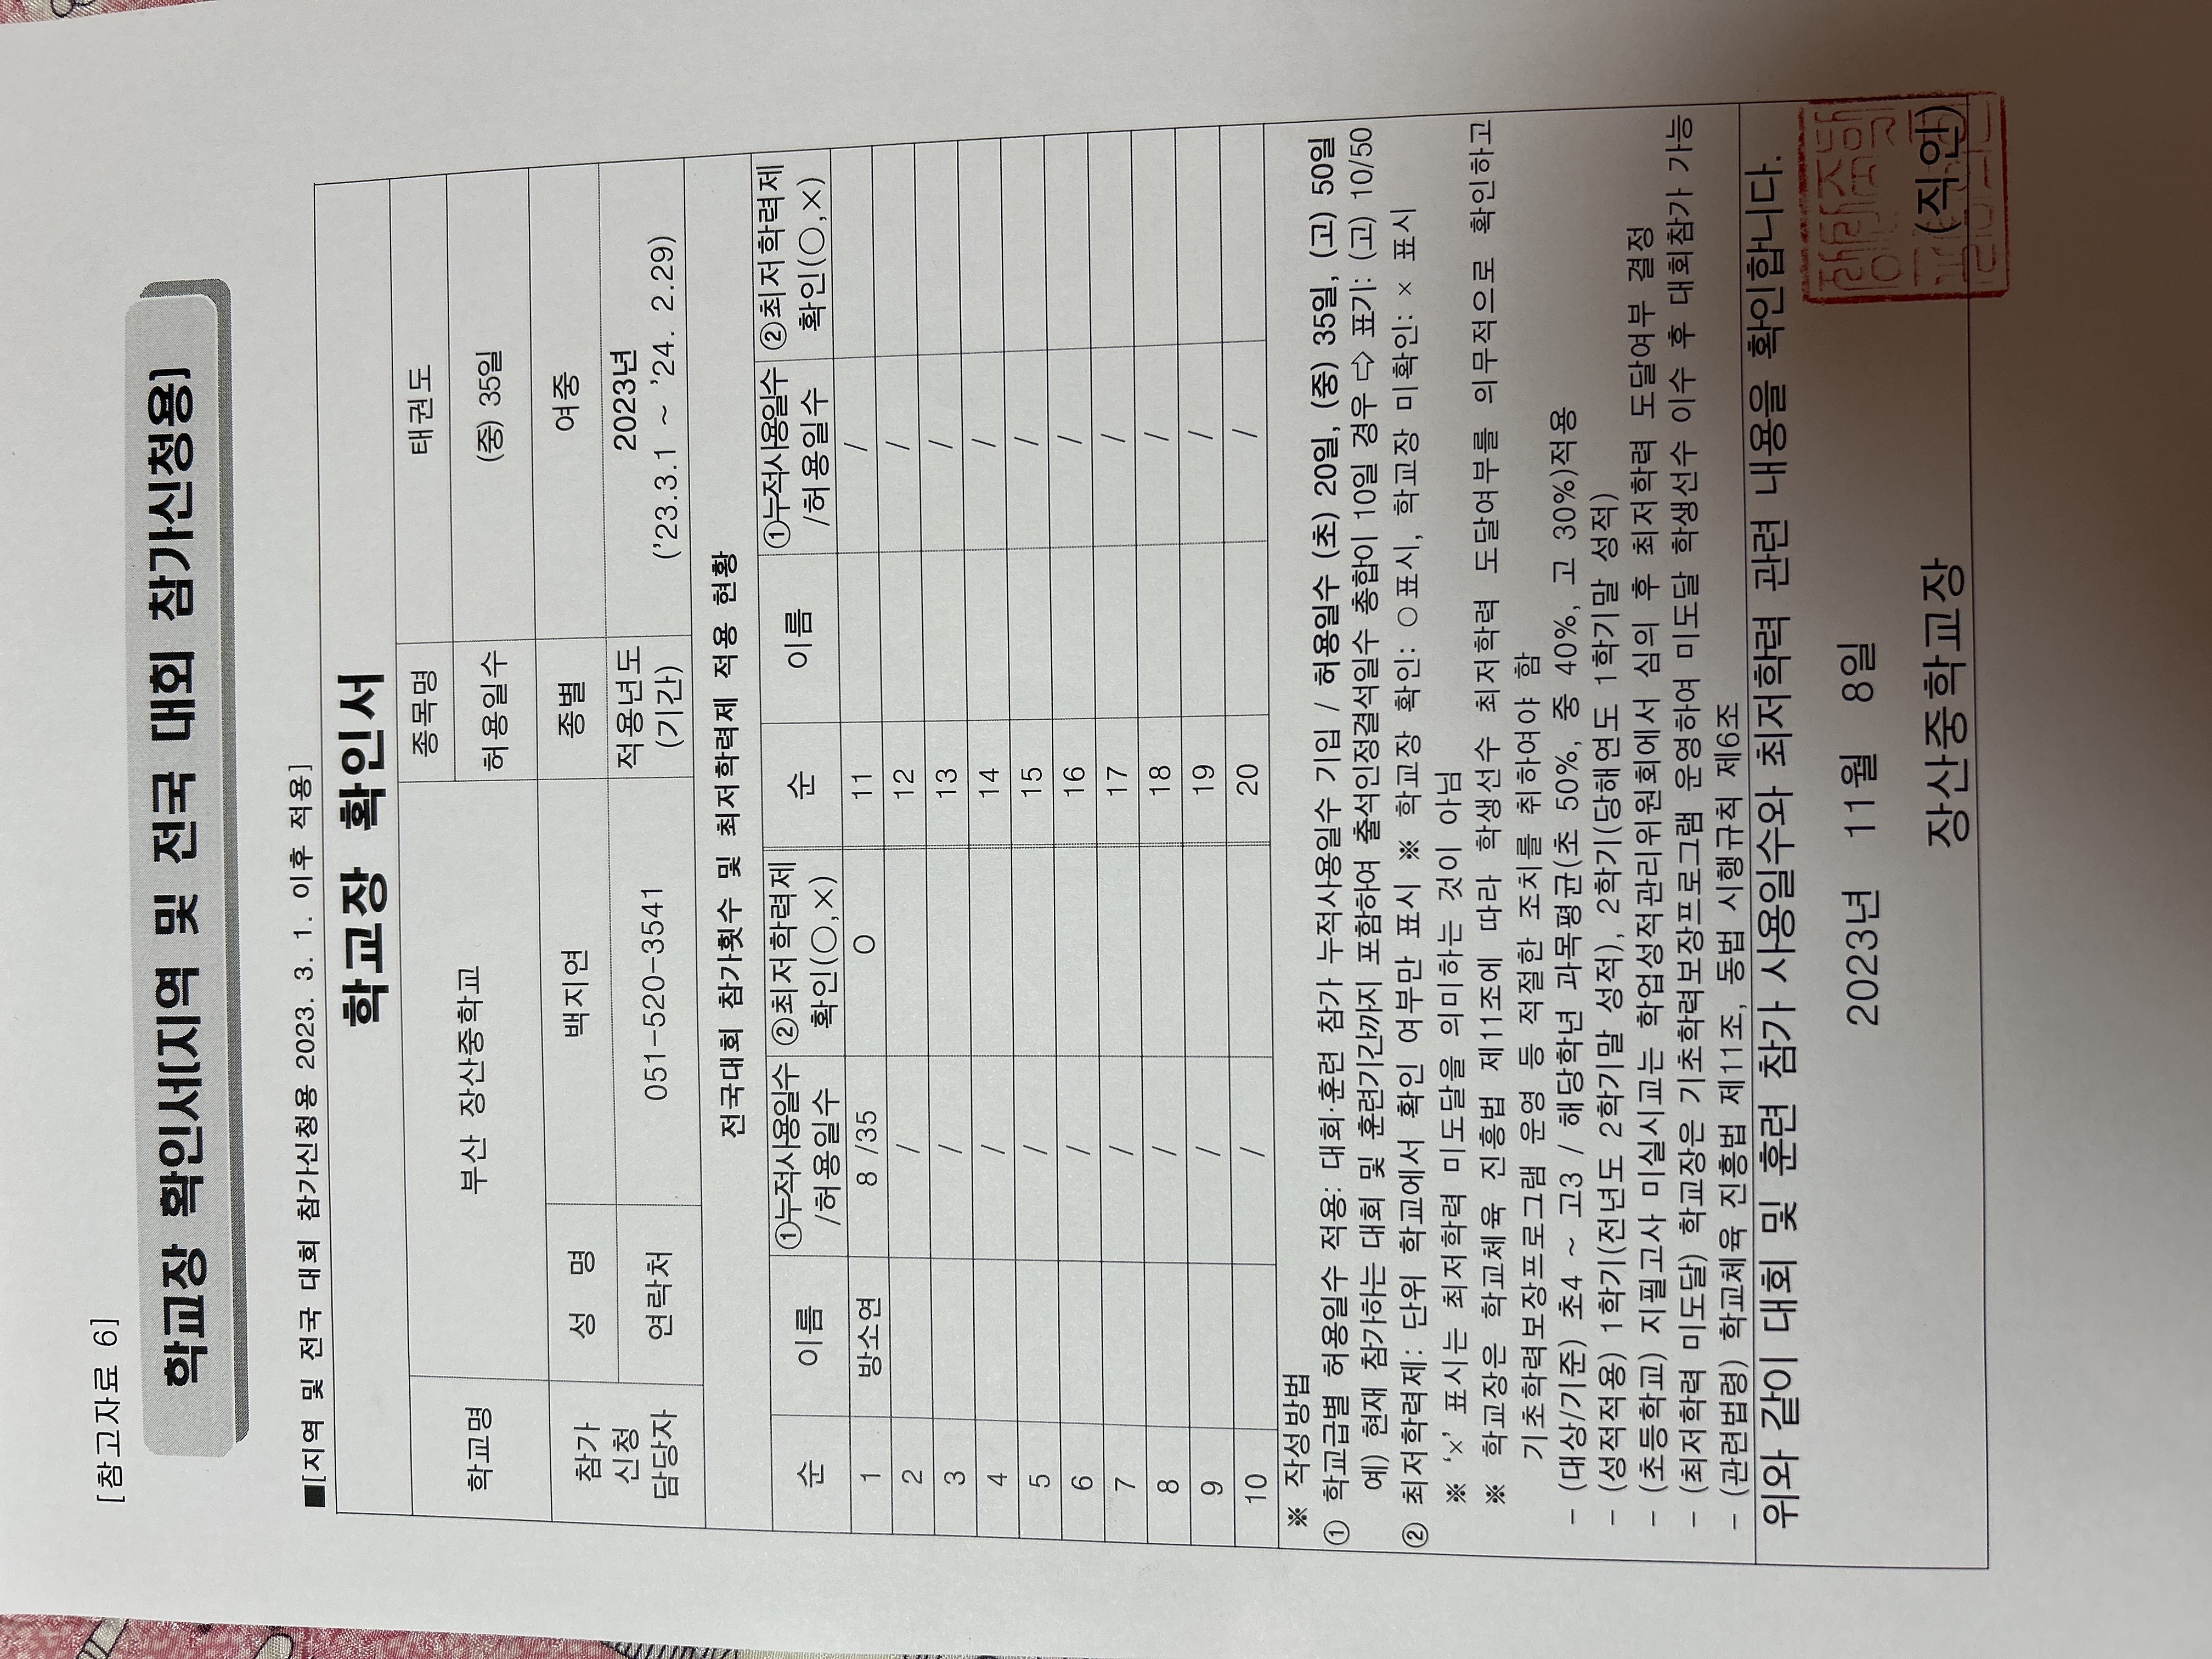 [참고자료 6]
학교장 확인서[지역 및 전국 대회 참가신청용]
■[지역 및 전국 대회 참가신청용 2023. 3. 1. 이후 적용]
학교장 확인서
학교명 부산 장산중학교 종목명 태권도
허용일수 (중) 35일
참가 신청 담당자 성 명 백지연 종별 여중
연락처 051-520-3541 적용년도 (기간) 2023년 ('23.3.1 ~ '24. 2.29)
전국대회 참가횟수 및 최저학력제 적용 현황
순 이름 ①누적사용일수 /허용일수 ②최저학력제 확인(○,×) 순 이름 ①누적사용일수 /허용일수 ②최저학력제 확인(○,×)
1 방소연 8 /35 O 11 /
2 / 12 /
3 / 13 /
4 / 14 /
5 / 15 /
6 / 16 /
7 / 17 /
8 / 18 /
9 / 19 /
10 / 20 /
※ 작성방법
① 학교급별 허용일수 적용: 대회·훈련 참가 누적사용일수 기입 / 허용일수 (초) 20일, (중) 35일, (고) 50일
예) 현재 참가하는 대회 및 훈련기간까지 포함하여 출석인정결석일수 총합이 10일 경우 ⇨ 표기: (고) 10/50
② 최저학력제: 단위 학교에서 확인 여부만 표시 ※ 학교장 확인: ○표시, 학교장 미확인: × 표시
※ '×' 표시는 최저학력 미도달을 의미하는 것이 아님
※ 학교장은 학교체육 진흥법 제11조에 따라 학생선수 최저학력 도달여부를 의무적으로 확인하고
기초학력보장프로그램 운영 등 적절한 조치를 취하여야 함
- (대상/기준) 초4 ~ 고3 / 해당학년 과목평균(초 50%, 중 40%, 고 30%)적용
- (성적적용) 1학기(전년도 2학기말 성적), 2학기(당해연도 1학기말 성적)
- (초등학교) 지필고사 미실시교는 학업성적관리위원회에서 심의 후 최저학력 도달여부 결정
- (최저학력 미도달) 학교장은 기초학력보장프로그램 운영하여 미도달 학생선수 이수 후 대회참가 가능
- (관련법령) 학교체육 진흥법 제11조, 동법 시행규칙 제6조
위와 같이 대회 및 훈련 참가 사용일수와 최저학력 관련 내용을 확인합니다.
2023년 11월 8일
장산중학교장 (직인)